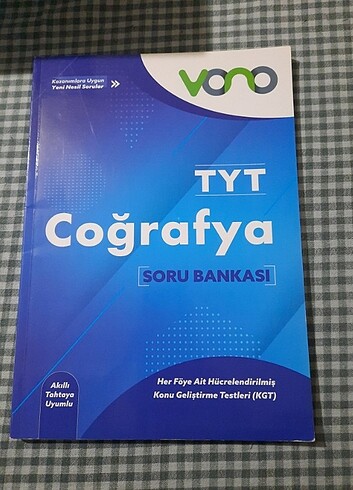 Kazanımlara Uygun
Yeni Nesil Sorular
VONO
TYT
Coğrafya
SORU BANKASI
Akıllı
Tahtaya
Uyumlu
Her Föye Ait Hücrelendirilmiş
Konu Geliştirme Testleri (KGT)